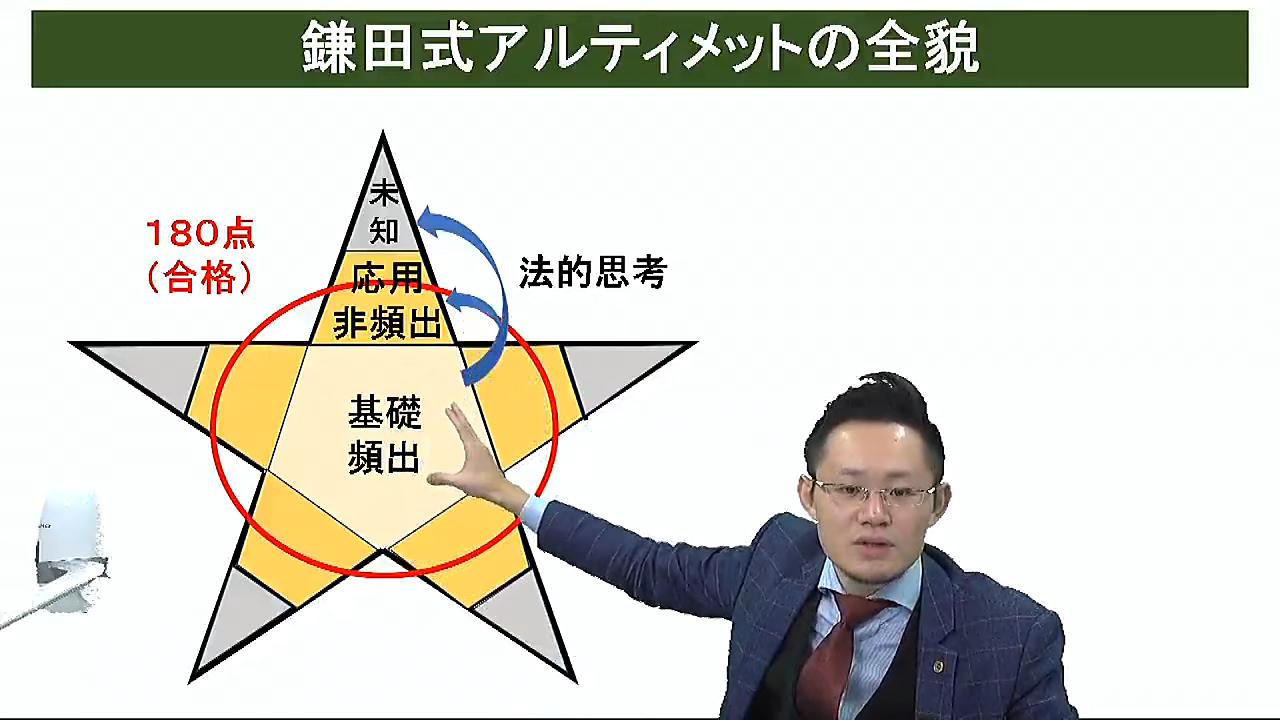 鎌田式アルティメットの全貌
未
知
180点
(合格)
応用
非頻出
法的思考
基礎
頻出